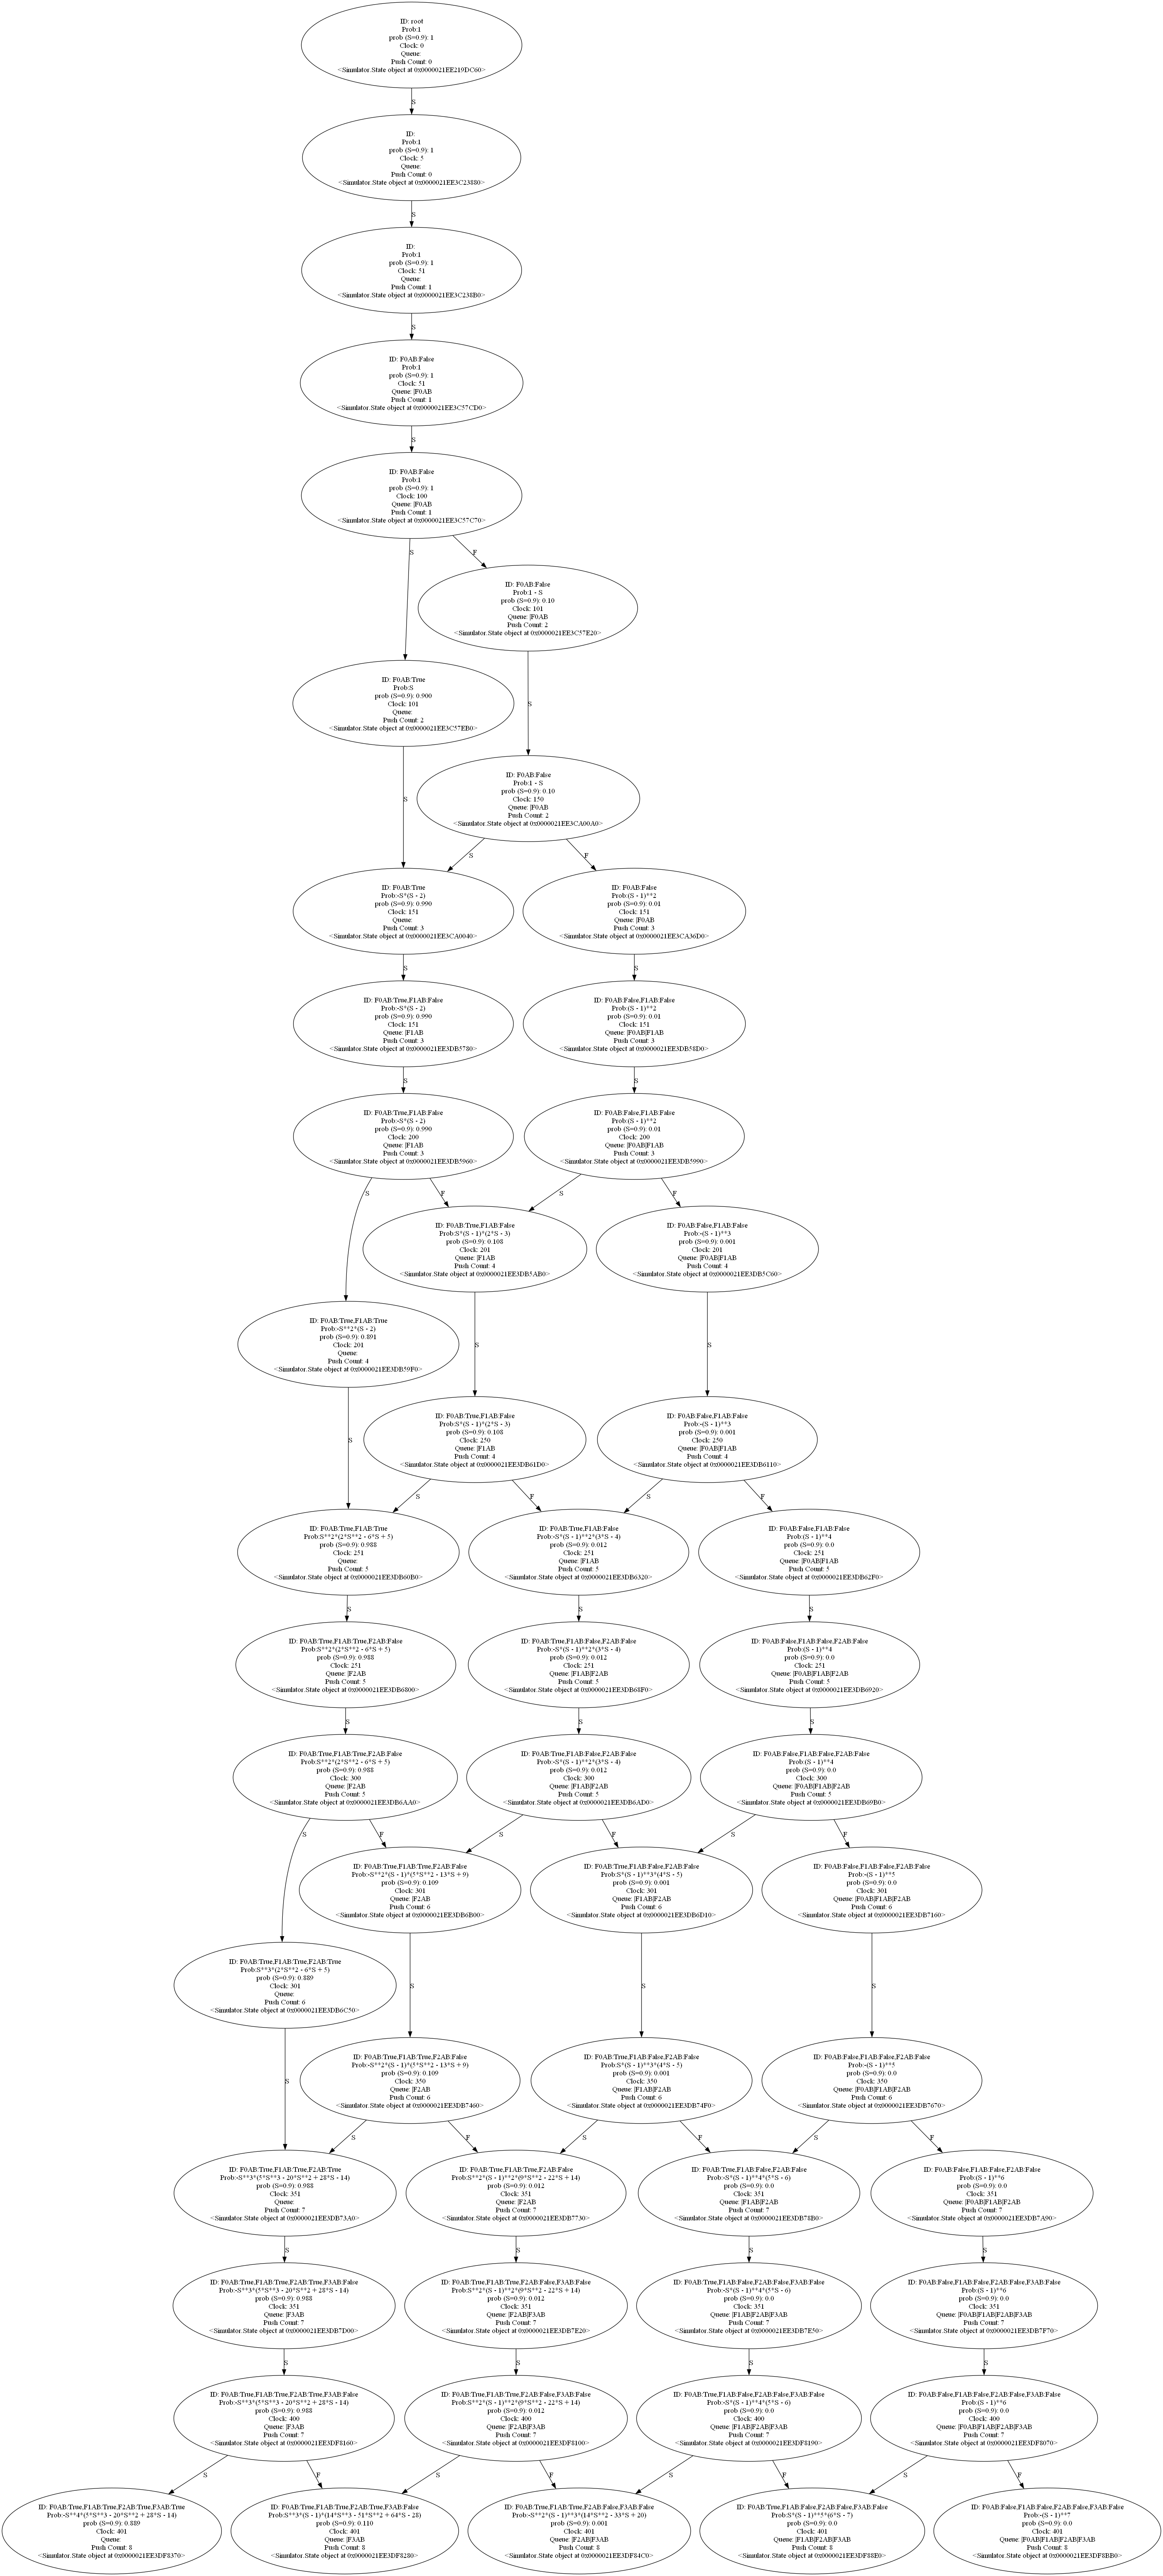 ID: root
Prob:1
prob (S=0.9): 1
Clock: 0
Queue:
Push Count: 0
<Simulator.State object at 0x0000021EE219DC60>
S
ID:
Prob:1
prob (S=0.9): 1
Clock: 5
Queue:
Push Count: 0
<Simulator.State object at 0x0000021EE3C23880>
S
ID:
Prob:1
prob (S=0.9): 1
Clock: 51
Queue:
Push Count: 1
<Simulator.State object at 0x0000021EE3C238B0>
S
ID: F0AB:False
Prob:1
prob (S=0.9): 1
Clock: 51
Queue: |F0AB
Push Count: 1
<Simulator.State object at 0x0000021EE3C57CD0>
S
ID: F0AB:False
Prob:1
prob (S=0.9): 1
Clock: 100
Queue: |F0AB
Push Count: 1
<Simulator.State object at 0x0000021EE3C57C70>
S
F
ID: F0AB:False
Prob:1 - S
prob (S=0.9): 0.10
Clock: 101
Queue: |F0AB
Push Count: 2
<Simulator.State object at 0x0000021EE3C57E20>
ID: F0AB:True
Prob:S
prob (S=0.9): 0.900
Clock: 101
Queue:
Push Count: 2
<Simulator.State object at 0x0000021EE3C57EB0>
S
ID: F0AB:False
Prob:1 - S
prob (S=0.9): 0.10
Clock: 150
Queue: |F0AB
Push Count: 2
<Simulator.State object at 0x0000021EE3CA00A0>
S
S
F
ID: F0AB:True
Prob:-S*(S - 2)
prob (S=0.9): 0.990
Clock: 151
Queue:
Push Count: 3
<Simulator.State object at 0x0000021EE3CA0040>
ID: F0AB:False
Prob:(S - 1)**2
prob (S=0.9): 0.01
Clock: 151
Queue: |F0AB
Push Count: 3
<Simulator.State object at 0x0000021EE3CA36D0>
S
S
ID: F0AB:True,F1AB:False
Prob:-S*(S - 2)
prob (S=0.9): 0.990
Clock: 151
Queue: |F1AB
Push Count: 3
<Simulator.State object at 0x0000021EE3DB5780>
ID: F0AB:False,F1AB:False
Prob:(S - 1)**2
prob (S=0.9): 0.01
Clock: 151
Queue: |F0AB|F1AB
Push Count: 3
<Simulator.State object at 0x0000021EE3DB58D0>
S
S
ID: F0AB:True,F1AB:False
Prob:-S*(S - 2)
prob (S=0.9): 0.990
Clock: 200
Queue: |F1AB
Push Count: 3
<Simulator.State object at 0x0000021EE3DB5960>
ID: F0AB:False,F1AB:False
Prob:(S - 1)**2
prob (S=0.9): 0.01
Clock: 200
Queue: |F0AB|F1AB
Push Count: 3
<Simulator.State object at 0x0000021EE3DB5990>
S
F
S
F
ID: F0AB:True,F1AB:False
Prob:S*(S - 1)*(2*S - 3)
prob (S=0.9): 0.108
Clock: 201
Queue: |F1AB
Push Count: 4
<Simulator.State object at 0x0000021EE3DB5AB0>
ID: F0AB:False,F1AB:False
Prob:-(S - 1)**3
prob (S=0.9): 0.001
Clock: 201
Queue: |F0AB|F1AB
Push Count: 4
<Simulator.State object at 0x0000021EE3DB5C60>
ID: F0AB:True,F1AB:True
Prob:-S**2*(S - 2)
prob (S=0.9): 0.891
Clock: 201
Queue:
Push Count: 4
<Simulator.State object at 0x0000021EE3DB59F0>
S
S
ID: F0AB:True,F1AB:False
Prob:S*(S - 1)*(2*S - 3)
prob (S=0.9): 0.108
Clock: 250
Queue: |F1AB
Push Count: 4
<Simulator.State object at 0x0000021EE3DB61D0>
ID: F0AB:False,F1AB:False
Prob:-(S - 1)**3
prob (S=0.9): 0.001
Clock: 250
Queue: |F0AB|F1AB
Push Count: 4
<Simulator.State object at 0x0000021EE3DB6110>
S
S
F
S
F
ID: F0AB:True,F1AB:True
Prob:S**2*(2*S**2 - 6*S + 5)
prob (S=0.9): 0.988
Clock: 251
Queue:
Push Count: 5
<Simulator.State object at 0x0000021EE3DB60B0>
ID: F0AB:True,F1AB:False
Prob:-S*(S - 1)**2*(3*S - 4)
prob (S=0.9): 0.012
Clock: 251
Queue: |F1AB
Push Count: 5
<Simulator.State object at 0x0000021EE3DB6320>
ID: F0AB:False,F1AB:False
Prob:(S - 1)**4
prob (S=0.9): 0.0
Clock: 251
Queue: |F0AB|F1AB
Push Count: 5
<Simulator.State object at 0x0000021EE3DB62F0>
S
S
S
ID: F0AB:True,F1AB:True,F2AB:False
Prob:S**2*(2*S**2 - 6*S + 5)
prob (S=0.9): 0.988
Clock: 251
Queue: |F2AB
Push Count: 5
<Simulator.State object at 0x0000021EE3DB6800>
ID: F0AB:True,F1AB:False,F2AB:False
Prob:-S*(S - 1)**2*(3*S - 4)
prob (S=0.9): 0.012
Clock: 251
Queue: |F1AB|F2AB
Push Count: 5
<Simulator.State object at 0x0000021EE3DB68F0>
ID: F0AB:False,F1AB:False,F2AB:False
Prob:(S - 1)**4
prob (S=0.9): 0.0
Clock: 251
Queue: |F0AB|F1AB|F2AB
Push Count: 5
<Simulator.State object at 0x0000021EE3DB6920>
S
S
S
ID: F0AB:True,F1AB:True,F2AB:False
Prob:S**2*(2*S**2 - 6*S + 5)
prob (S=0.9): 0.988
Clock: 300
Queue: |F2AB
Push Count: 5
<Simulator.State object at 0x0000021EE3DB6AA0>
ID: F0AB:True,F1AB:False,F2AB:False
Prob:-S*(S - 1)**2*(3*S - 4)
prob (S=0.9): 0.012
Clock: 300
Queue: |F1AB|F2AB
Push Count: 5
<Simulator.State object at 0x0000021EE3DB6AD0>
ID: F0AB:False,F1AB:False,F2AB:False
Prob:(S - 1)**4
prob (S=0.9): 0.0
Clock: 300
Queue: |F0AB|F1AB|F2AB
Push Count: 5
<Simulator.State object at 0x0000021EE3DB69B0>
S
F
S
F
S
F
ID: F0AB:True,F1AB:True,F2AB:False
Prob:-S**2*(S - 1)*(5*S**2 - 13*S + 9)
prob (S=0.9): 0.109
Clock: 301
Queue: |F2AB
Push Count: 6
<Simulator.State object at 0x0000021EE3DB6B00>
ID: F0AB:True,F1AB:False,F2AB:False
Prob:S*(S - 1)**3*(4*S - 5)
prob (S=0.9): 0.001
Clock: 301
Queue: |F1AB|F2AB
Push Count: 6
<Simulator.State object at 0x0000021EE3DB6D10>
ID: F0AB:False,F1AB:False,F2AB:False
Prob:-(S - 1)**5
prob (S=0.9): 0.0
Clock: 301
Queue: |F0AB|F1AB|F2AB
Push Count: 6
<Simulator.State object at 0x0000021EE3DB7160>
ID: F0AB:True,F1AB:True,F2AB:True
Prob:S**3*(2*S**2 - 6*S + 5)
prob (S=0.9): 0.889
Clock: 301
Queue:
Push Count: 6
<Simulator.State object at 0x0000021EE3DB6C50>
S
S
S
ID: F0AB:True,F1AB:True,F2AB:False
Prob:-S**2*(S - 1)*(5*S**2 - 13*S + 9)
prob (S=0.9): 0.109
Clock: 350
Queue: |F2AB
Push Count: 6
<Simulator.State object at 0x0000021EE3DB7460>
ID: F0AB:True,F1AB:False,F2AB:False
Prob:S*(S - 1)**3*(4*S - 5)
prob (S=0.9): 0.001
Clock: 350
Queue: |F1AB|F2AB
Push Count: 6
<Simulator.State object at 0x0000021EE3DB74F0>
ID: F0AB:False,F1AB:False,F2AB:False
Prob:-(S - 1)**5
prob (S=0.9): 0.0
Clock: 350
Queue: |F0AB|F1AB|F2AB
Push Count: 6
<Simulator.State object at 0x0000021EE3DB7670>
S
S
F
S
F
S
F
ID: F0AB:True,F1AB:True,F2AB:True
Prob:-S**3*(5*S**3 - 20*S**2 + 28*S - 14)
prob (S=0.9): 0.988
Clock: 351
Queue:
Push Count: 7
<Simulator.State object at 0x0000021EE3DB73A0>
ID: F0AB:True,F1AB:True,F2AB:False
Prob:S**2*(S - 1)**2*(9*S**2 - 22*S + 14)
prob (S=0.9): 0.012
Clock: 351
Queue: |F2AB
Push Count: 7
<Simulator.State object at 0x0000021EE3DB7730>
ID: F0AB:True,F1AB:False,F2AB:False
Prob:-S*(S - 1)**4*(5*S - 6)
prob (S=0.9): 0.0
Clock: 351
Queue: |F1AB|F2AB
Push Count: 7
<Simulator.State object at 0x0000021EE3DB78B0>
ID: F0AB:False,F1AB:False,F2AB:False
Prob:(S - 1)**6
prob (S=0.9): 0.0
Clock: 351
Queue: |F0AB|F1AB|F2AB
Push Count: 7
<Simulator.State object at 0x0000021EE3DB7A90>
S
S
S
S
ID: F0AB:True,F1AB:True,F2AB:True,F3AB:False
Prob:-S**3*(5*S**3 - 20*S**2 + 28*S - 14)
prob (S=0.9): 0.988
Clock: 351
Queue: |F3AB
Push Count: 7
<Simulator.State object at 0x0000021EE3DB7D00>
ID: F0AB:True,F1AB:True,F2AB:False,F3AB:False
Prob:S**2*(S - 1)**2*(9*S**2 - 22*S + 14)
prob (S=0.9): 0.012
Clock: 351
Queue: |F2AB|F3AB
Push Count: 7
<Simulator.State object at 0x0000021EE3DB7E20>
ID: F0AB:True,F1AB:False,F2AB:False,F3AB:False
Prob:-S*(S - 1)**4*(5*S - 6)
prob (S=0.9): 0.0
Clock: 351
Queue: |F1AB|F2AB|F3AB
Push Count: 7
<Simulator.State object at 0x0000021EE3DB7E50>
ID: F0AB:False,F1AB:False,F2AB:False,F3AB:False
Prob:(S - 1)**6
prob (S=0.9): 0.0
Clock: 351
Queue: |F0AB|F1AB|F2AB|F3AB
Push Count: 7
<Simulator.State object at 0x0000021EE3DB7F70>
S
S
S
S
ID: F0AB:True,F1AB:True,F2AB:True,F3AB:False
Prob:-S**3*(5*S**3 - 20*S**2 + 28*S - 14)
prob (S=0.9): 0.988
Clock: 400
Queue: |F3AB
Push Count: 7
<Simulator.State object at 0x0000021EE3DF8160>
ID: F0AB:True,F1AB:True,F2AB:False,F3AB:False
Prob:S**2*(S - 1)**2*(9*S**2 - 22*S + 14)
prob (S=0.9): 0.012
Clock: 400
Queue: |F2AB|F3AB
Push Count: 7
<Simulator.State object at 0x0000021EE3DF8100>
ID: F0AB:True,F1AB:False,F2AB:False,F3AB:False
Prob:-S*(S - 1)**4*(5*S - 6)
prob (S=0.9): 0.0
Clock: 400
Queue: |F1AB|F2AB|F3AB
Push Count: 7
<Simulator.State object at 0x0000021EE3DF8190>
ID: F0AB:False,F1AB:False,F2AB:False,F3AB:False
Prob:(S - 1)**6
prob (S=0.9): 0.0
Clock: 400
Queue: |F0AB|F1AB|F2AB|F3AB
Push Count: 7
<Simulator.State object at 0x0000021EE3DF8070>
S
F
S
F
S
F
S
F
ID: F0AB:True,F1AB:True,F2AB:True,F3AB:True
Prob:-S**4*(5*S**3 - 20*S**2 + 28*S - 14)
prob (S=0.9): 0.889
Clock: 401
Queue:
Push Count: 8
<Simulator.State object at 0x0000021EE3DF8370>
ID: F0AB:True,F1AB:True,F2AB:True,F3AB:False
Prob:S**3*(S - 1)*(14*S**3 - 51*S**2 + 64*S - 28)
prob (S=0.9): 0.110
Clock: 401
Queue: |F3AB
Push Count: 8
<Simulator.State object at 0x0000021EE3DF8280>
ID: F0AB:True,F1AB:True,F2AB:False,F3AB:False
Prob:-S**2*(S - 1)**3*(14*S**2 - 33*S + 20)
prob (S=0.9): 0.001
Clock: 401
Queue: |F2AB|F3AB
Push Count: 8
<Simulator.State object at 0x0000021EE3DF84C0>
ID: F0AB:True,F1AB:False,F2AB:False,F3AB:False
Prob:S*(S - 1)**5*(6*S - 7)
prob (S=0.9): 0.0
Clock: 401
Queue: |F1AB|F2AB|F3AB
Push Count: 8
<Simulator.State object at 0x0000021EE3DF88E0>
ID: F0AB:False,F1AB:False,F2AB:False,F3AB:False
Prob:-(S - 1)**7
prob (S=0.9): 0.0
Clock: 401
Queue: |F0AB|F1AB|F2AB|F3AB
Push Count: 8
<Simulator.State object at 0x0000021EE3DF8BB0>